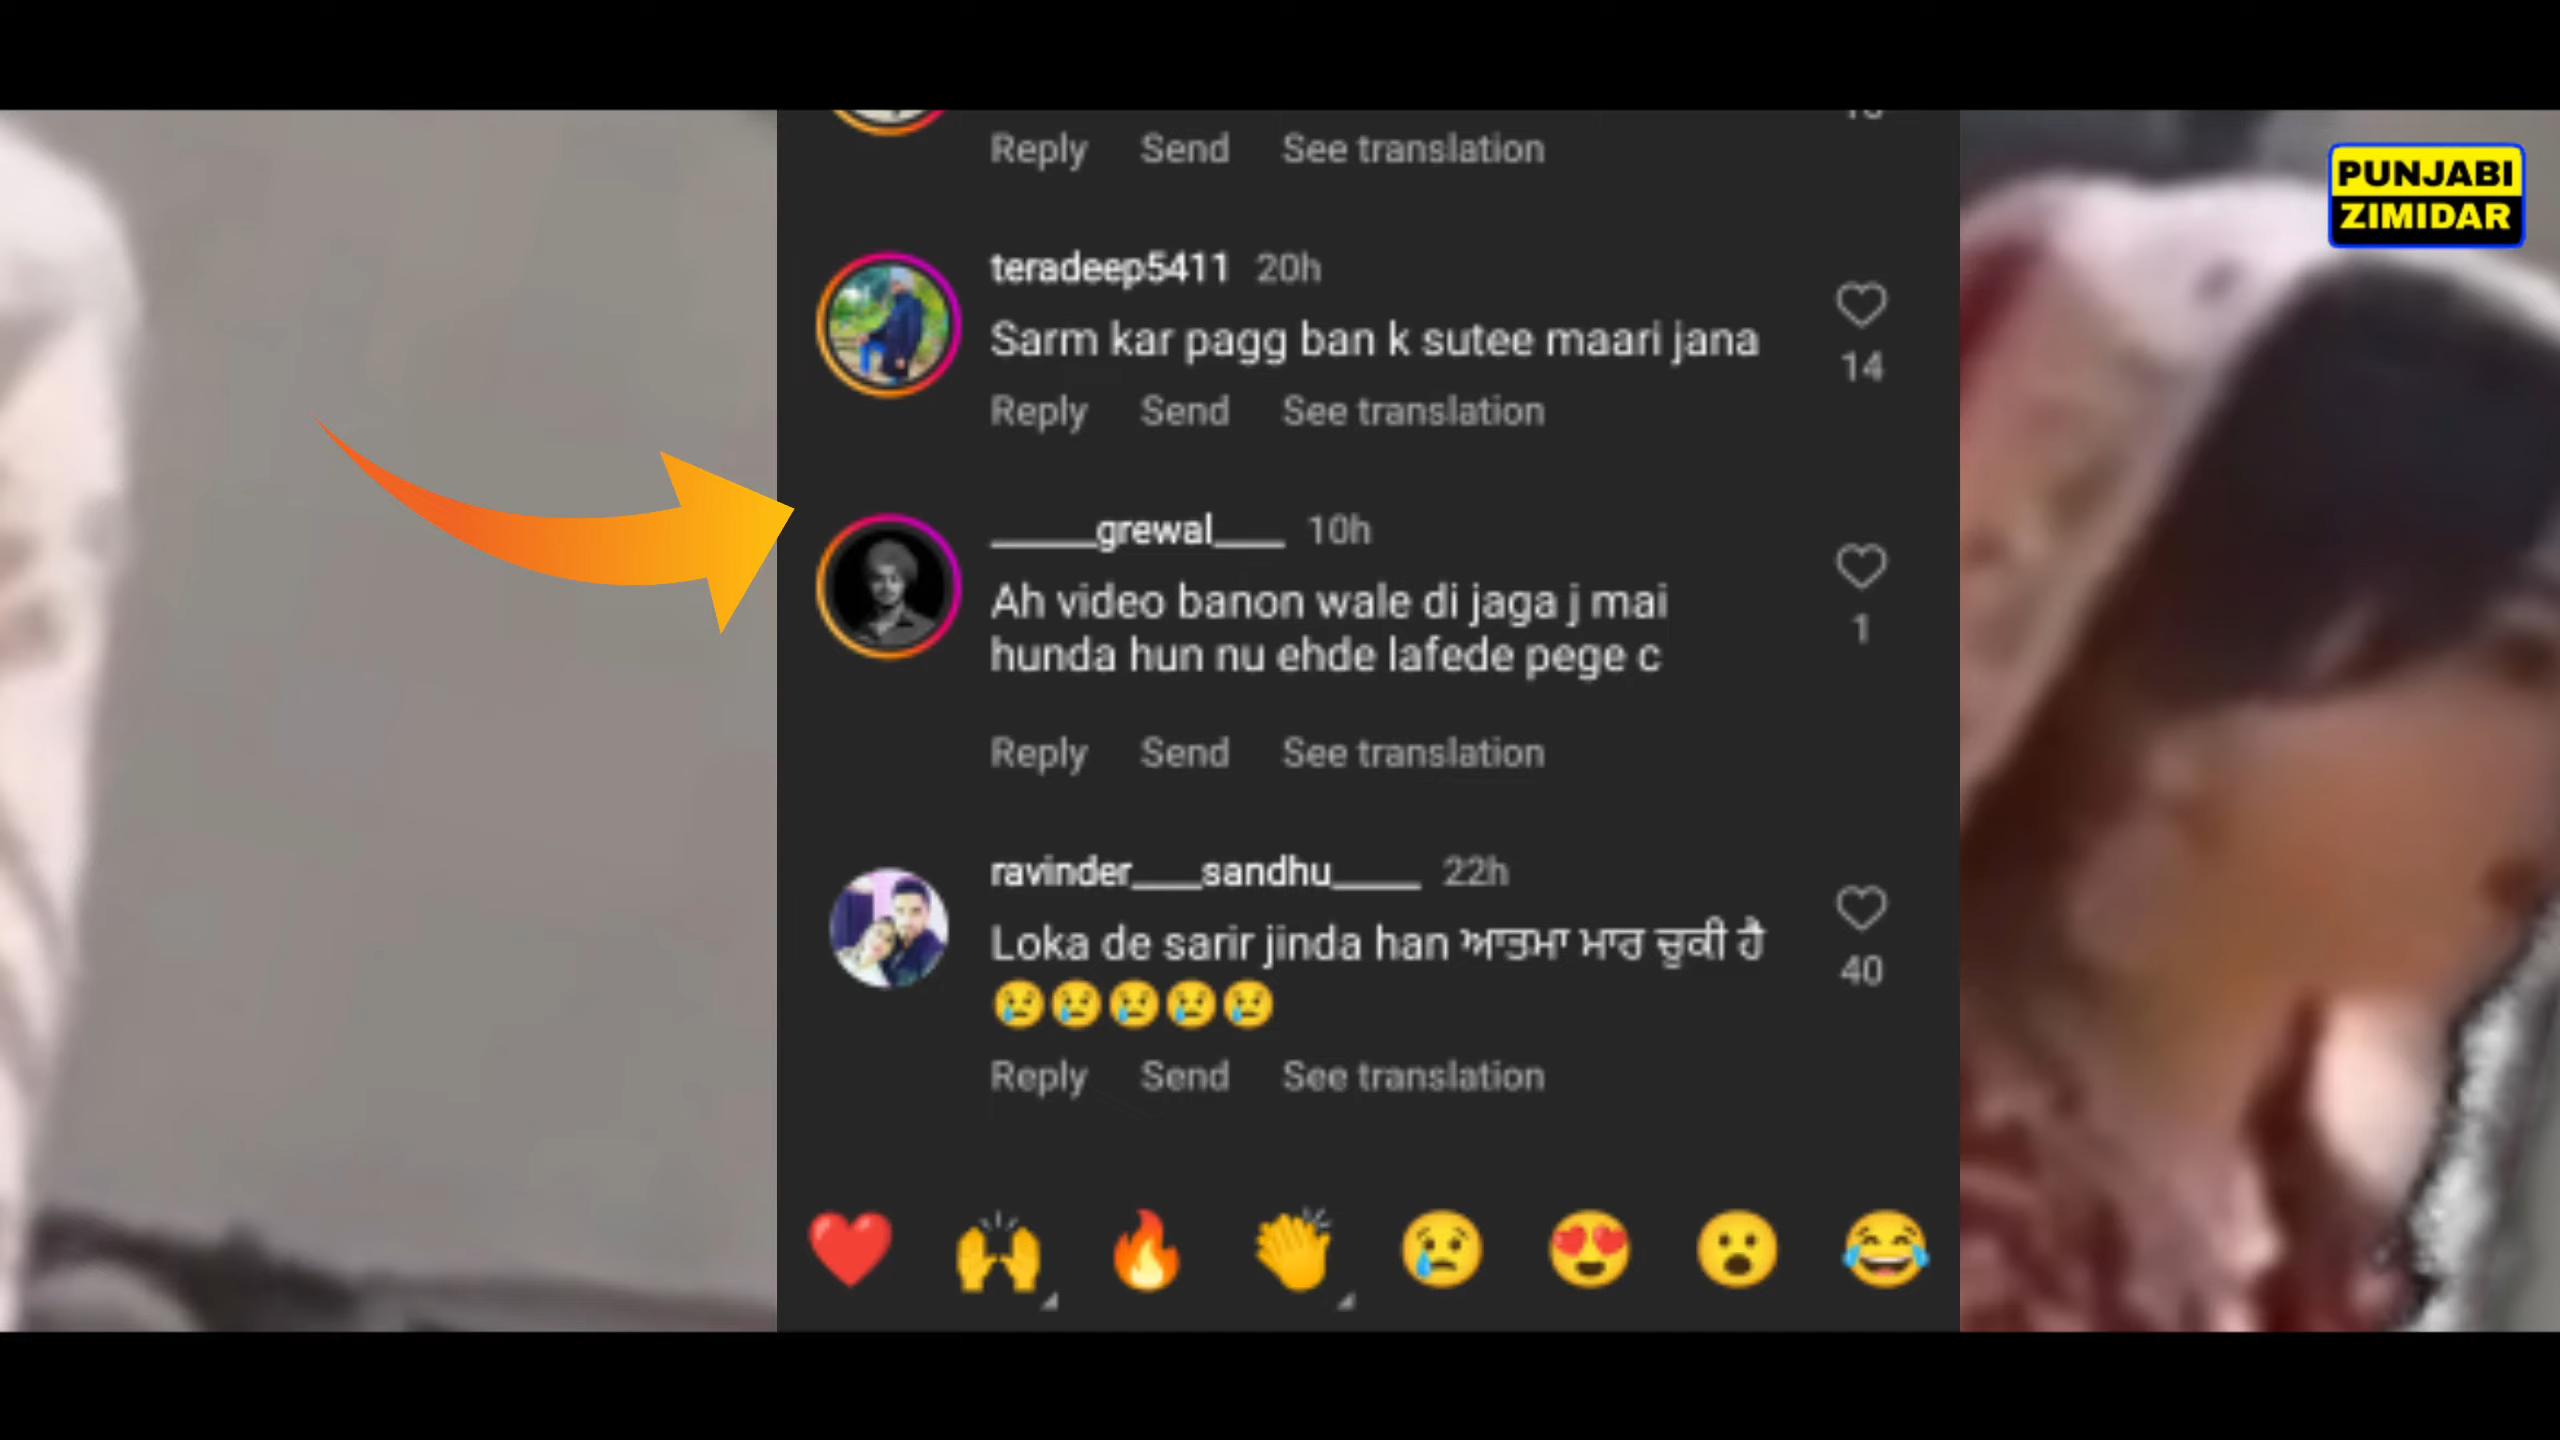 PUNJABI
ZIMIDAR
Reply Send See translation
teradeep5411 20h
Sarm kar pagg ban k sutee maari jana
14
Reply Send See translation
______grewal____ 10h
Ah video banon wale di jaga j mai
hunda hun nu ehde lafede pege c
1
Reply Send See translation
ravinder____sandhu_____ 22h
Loka de sarir jinda han ਆਤਮਾ ਮਾਰ ਚੁਕੀ ਹੈ
😢😢😢😢😢
40
Reply Send See translation
❤️ 🙌 🔥 👏 😢 😍 😮 😂